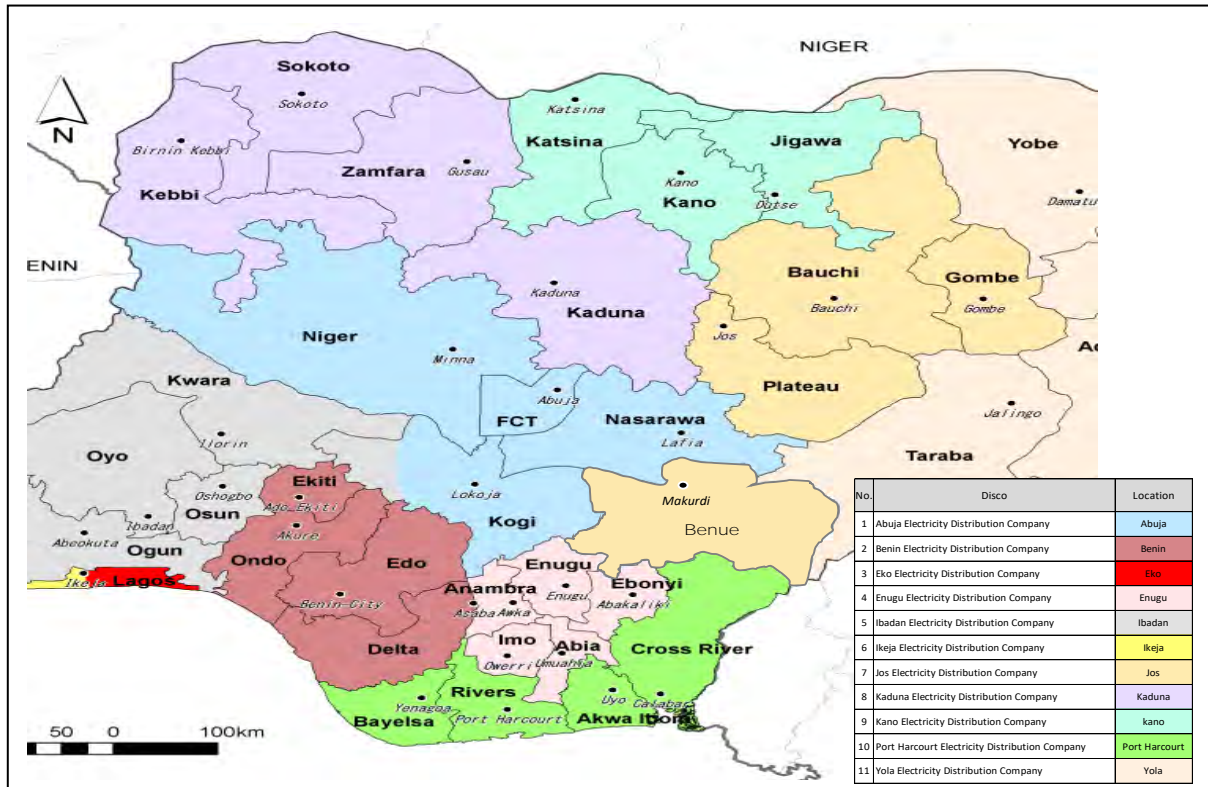 NIGER
Sokoto
Sokoto
N
Katsina
Katsina
Jigawa
Yobe
Birnin Kebbi
Zamfara
Gusau
Kano
Kano
Dutse
Damatu
Kebbi
ENIN
Bauchi
Bauchi
Gombe
Gombe
Kaduna
Kaduna
Niger
Minna
Jos
Plateau
Kwara
Abuja
FCT
Nasarawa
Lafia
Jalingo
Taraba
Ilorin
Oyo
Oshogbo
Osun
Ekiti
Ado Ekiti
Lokoja
Kogi
Makurdi
Benue
Ibadan
Abeokuta
Ogun
Akure
Ondo
Edo
Enugu
Enugu
Ebonyi
Abakaliki
Lagos
Benin-City
Anambra
Asaba
Awka
Delta
Imo
Owerri
Abia
Umuahia
Cross River
Rivers
Yenagoa
Bayelsa
Port Harcourt
Uyo
Calabar
Akwa Ibom
50 0 100km
No. Disco Location
1 Abuja Electricity Distribution Company Abuja
2 Benin Electricity Distribution Company Benin
3 Eko Electricity Distribution Company Eko
4 Enugu Electricity Distribution Company Enugu
5 Ibadan Electricity Distribution Company Ibadan
6 Ikeja Electricity Distribution Company Ikeja
7 Jos Electricity Distribution Company Jos
8 Kaduna Electricity Distribution Company Kaduna
9 Kano Electricity Distribution Company kano
10 Port Harcourt Electricity Distribution Company Port Harcourt
11 Yola Electricity Distribution Company Yola